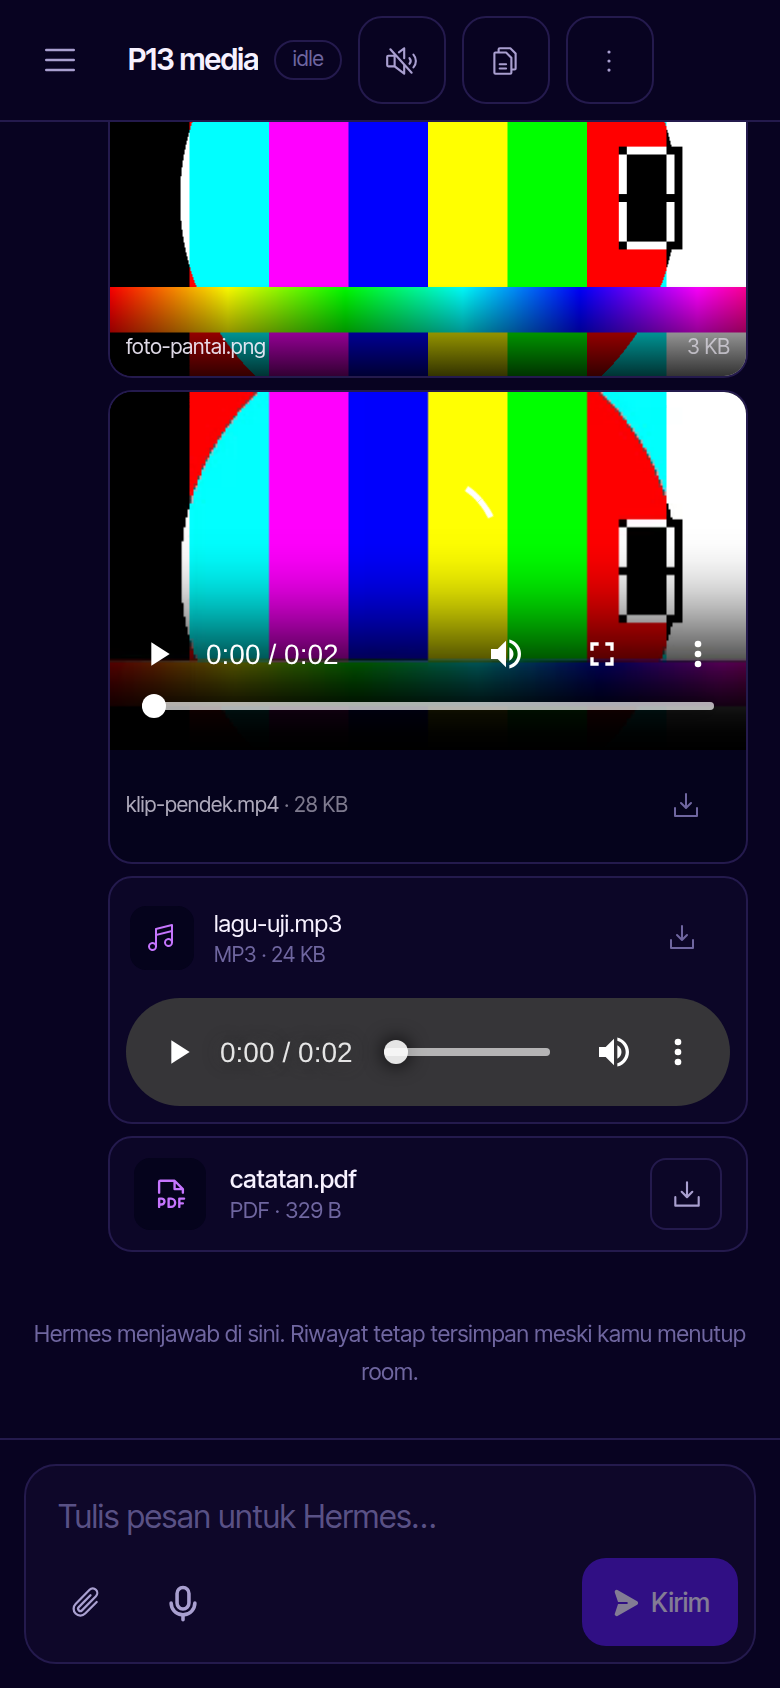 P13 media
idle
foto-pantai.png
3 KB
0:00 / 0:02
klip-pendek.mp4 · 28 KB
lagu-uji.mp3
MP3 · 24 KB
0:00 / 0:02
PDF
catatan.pdf
PDF · 329 B
Hermes menjawab di sini. Riwayat tetap tersimpan meski kamu menutup
room.
Tulis pesan untuk Hermes...
Kirim